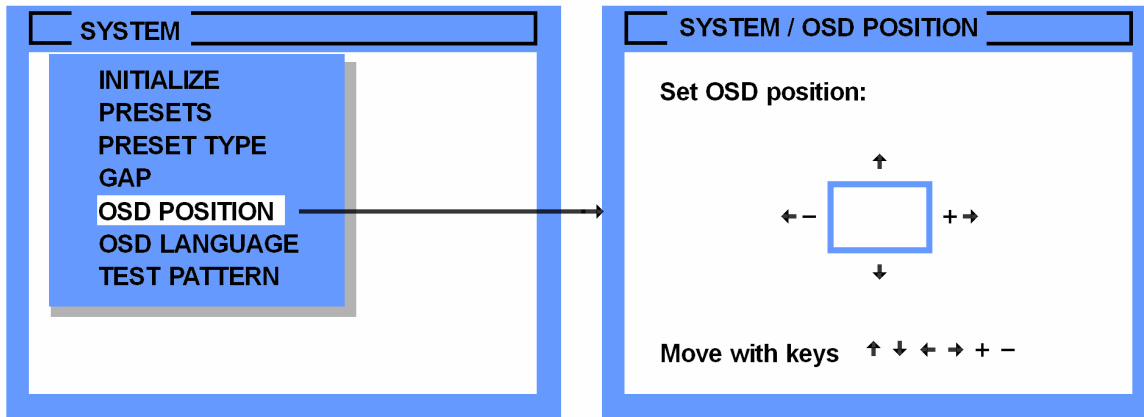 SYSTEM
INITIALIZE
PRESETS
PRESET TYPE
GAP
OSD POSITION
OSD LANGUAGE
TEST PATTERN
SYSTEM / OSD POSITION
Set OSD position:
↑
← − + →
↓
Move with keys ↑ ↓ ← → + −